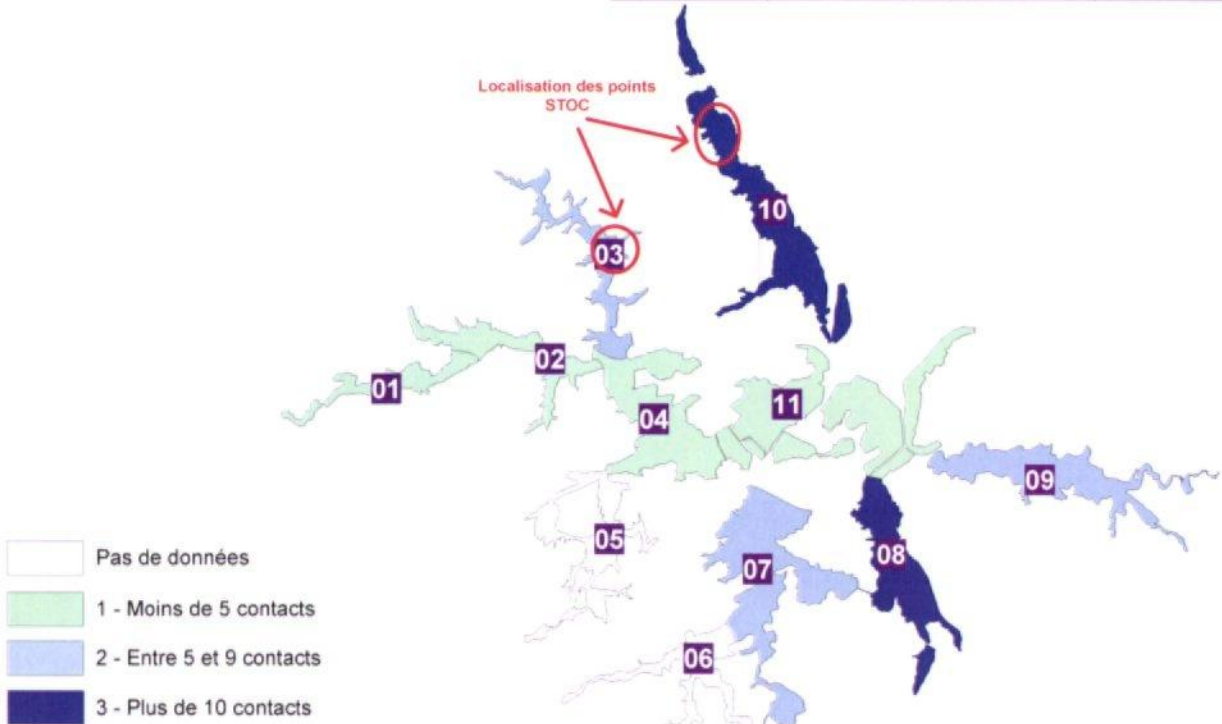 Localisation des points
STOC
10
03
02
01
11
04
09
05
08
07
06
Pas de données
1 - Moins de 5 contacts
2 - Entre 5 et 9 contacts
3 - Plus de 10 contacts